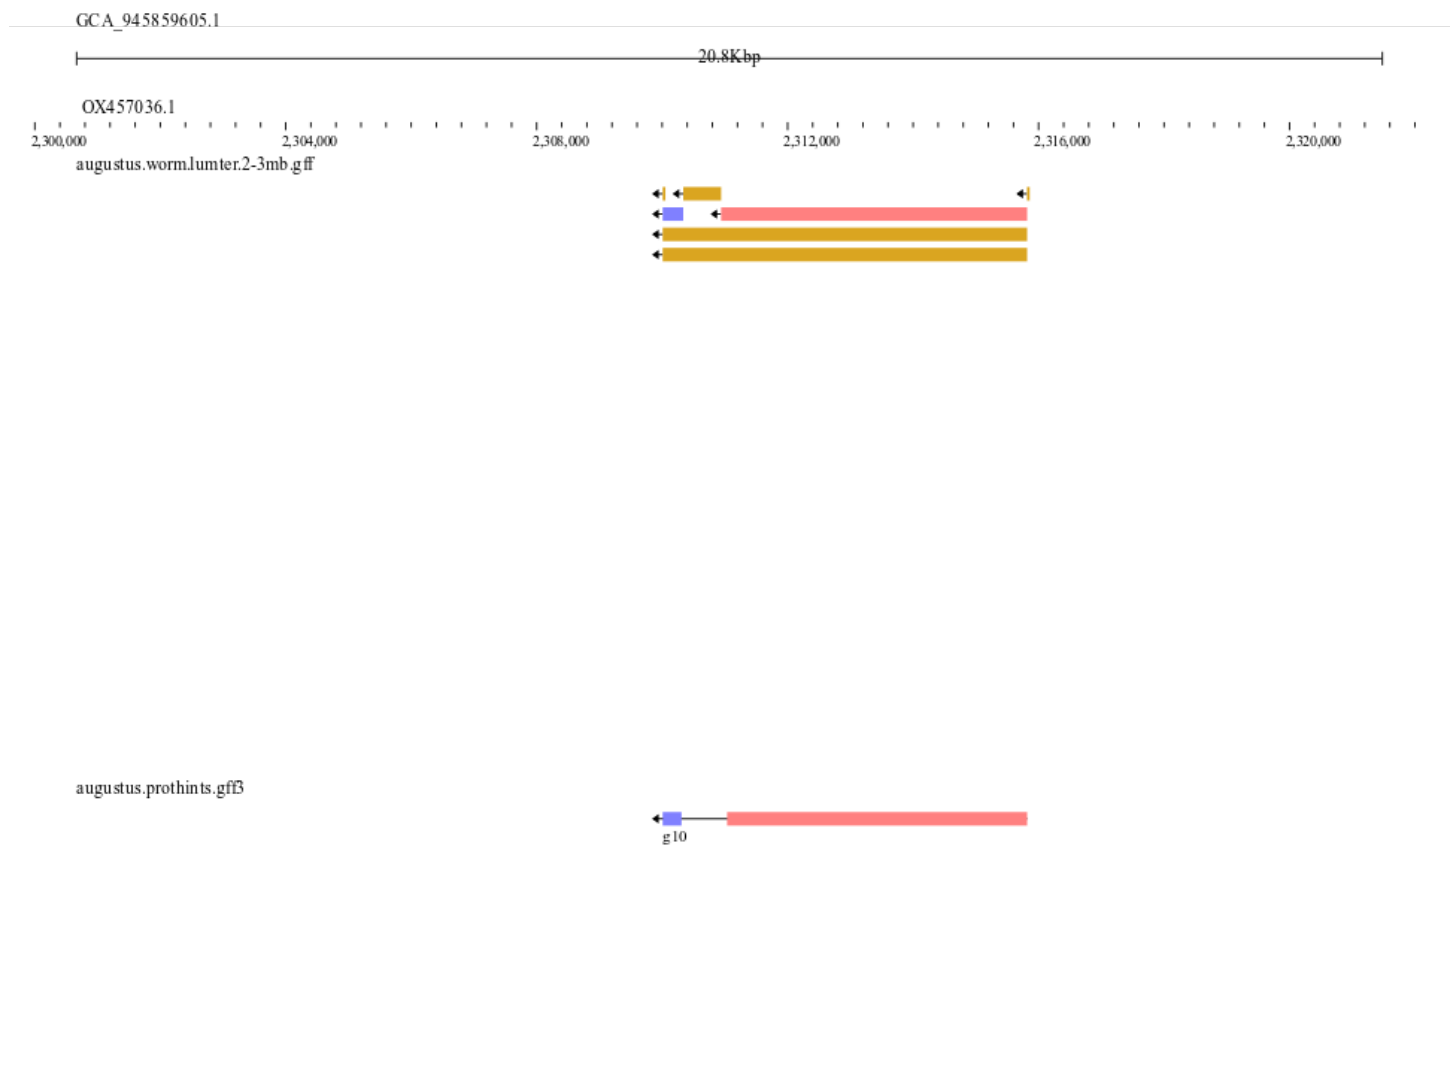 GCA_945859605.1
20.8Kbp
OX457036.1
2,300,000 2,304,000 2,308,000 2,312,000 2,316,000 2,320,000
augustus.worm.lumter.2-3mb.gff
augustus.prothints.gff3
g10